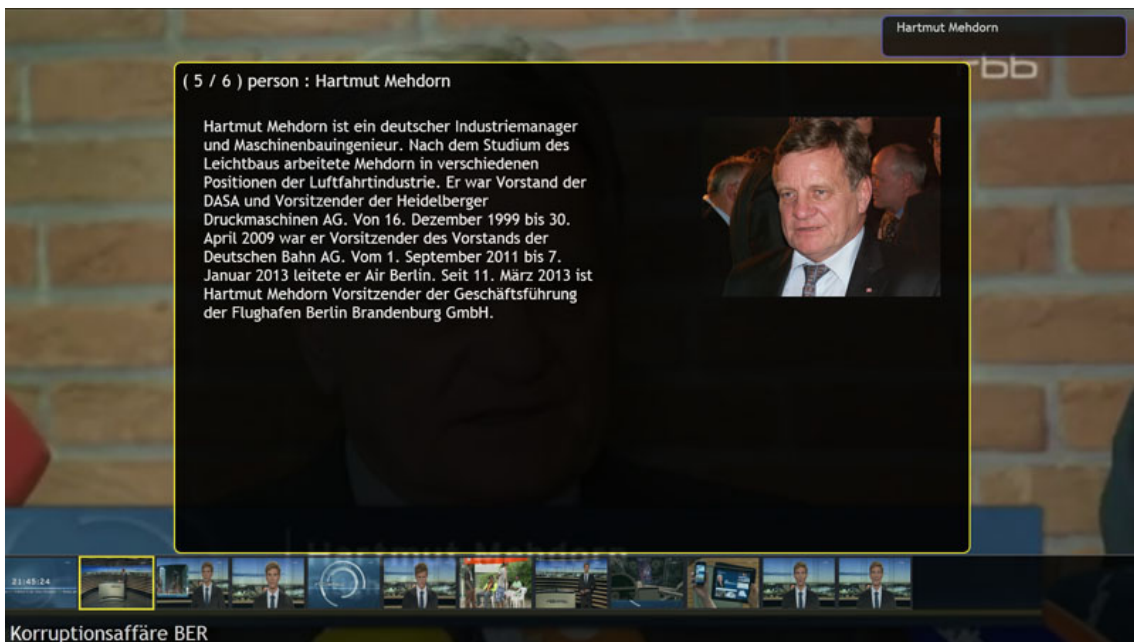 Hartmut Mehdorn
rbb
( 5 / 6 ) person : Hartmut Mehdorn
Hartmut Mehdorn ist ein deutscher Industriemanager
und Maschinenbauingenieur. Nach dem Studium des
Leichtbaus arbeitete Mehdorn in verschiedenen
Positionen der Luftfahrtindustrie. Er war Vorstand der
DASA und Vorsitzender der Heidelberger
Druckmaschinen AG. Von 16. Dezember 1999 bis 30.
April 2009 war er Vorsitzender des Vorstands der
Deutschen Bahn AG. Vom 1. September 2011 bis 7.
Januar 2013 leitete er Air Berlin. Seit 11. März 2013 ist
Hartmut Mehdorn Vorsitzender der Geschäftsführung
der Flughafen Berlin Brandenburg GmbH.
Hartmut Mehdorn
21:45:24
Korruptionsaffäre BER